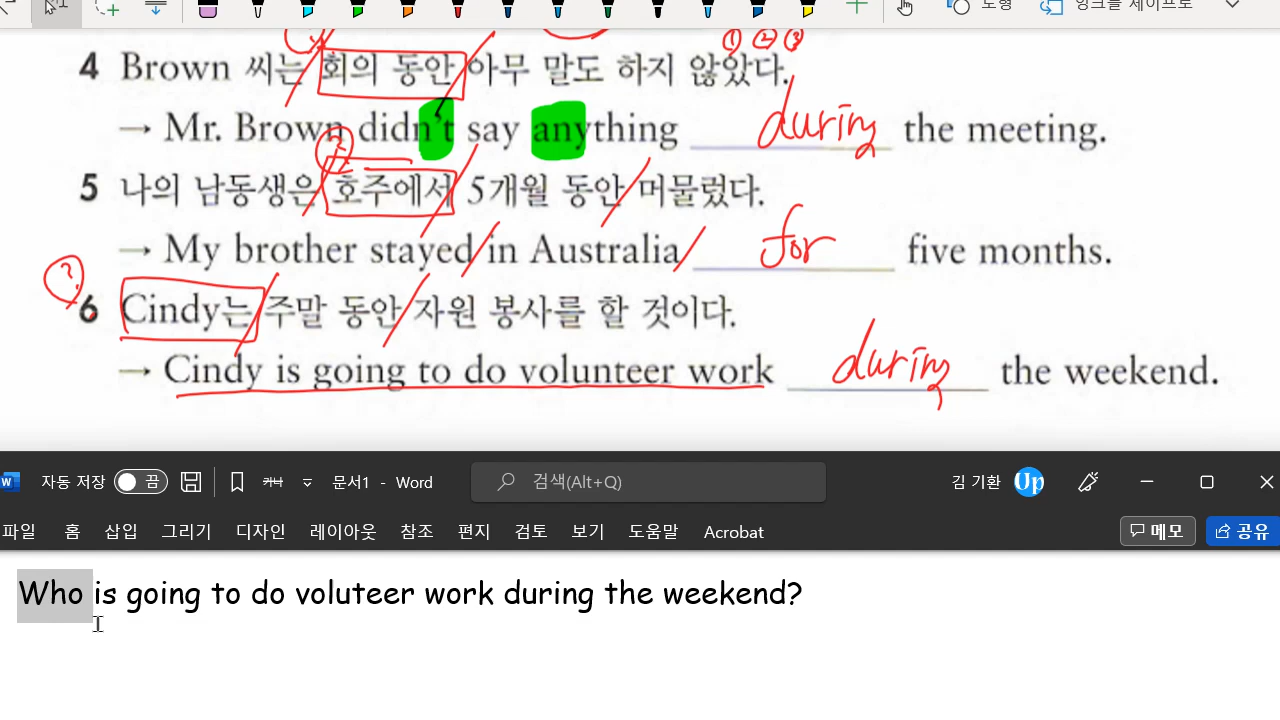 도형 잉크를 셰이프로
① ② ③
4 Brown 씨는 회의 동안 아무 말도 하지 않았다.
→ Mr. Brown didn't say anything during the meeting.
?
5 나의 남동생은 호주에서 5개월 동안 머물렀다.
→ My brother stayed in Australia for five months.
?
6 Cindy는 주말 동안 자원 봉사를 할 것이다.
→ Cindy is going to do volunteer work during the weekend.
자동 저장 끔 가나 문서1 - Word 검색(Alt+Q) 김 기환 Up
파일 홈 삽입 그리기 디자인 레이아웃 참조 편지 검토 보기 도움말 Acrobat 메모 공유
Who is going to do voluteer work during the weekend?